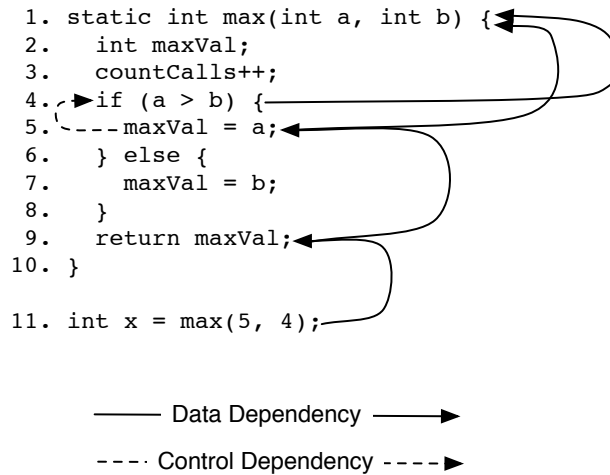 1. static int max(int a, int b) {
2. int maxVal;
3. countCalls++;
4. if (a > b) {
5. maxVal = a;
6. } else {
7. maxVal = b;
8. }
9. return maxVal;
10. }
11. int x = max(5, 4);
Data Dependency
Control Dependency